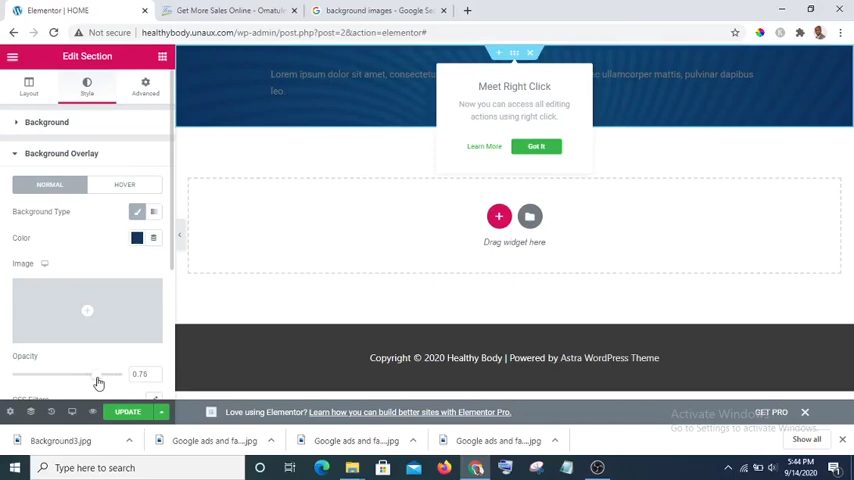 Elementor | HOME
Get More Sales Online - Omatul
background images - Google Se
Not secure | healthybody.unaux.com/wp-admin/post.php?post=2&action=elementor#
Edit Section
Layout
Style
Advanced
Background
Background Overlay
NORMAL
HOVER
Background Type
Color
Image
Opacity
0.75
UPDATE
Lorem ipsum dolor sit amet, consectetu
ullamcorper mattis, pulvinar dapibus
leo.
Meet Right Click
Now you can access all editing
actions using right click.
Learn More
Got It
Drag widget here
Copyright © 2020 Healthy Body | Powered by Astra WordPress Theme
Love using Elementor? Learn how you can build better sites with Elementor Pro.
GET PRO
Activate Windows
Go to Settings to activate Windows.
Background3.jpg
Google ads and fa....jpg
Google ads and fa....jpg
Google ads and fa....jpg
Show all
Type here to search
5:44 PM
9/14/2020